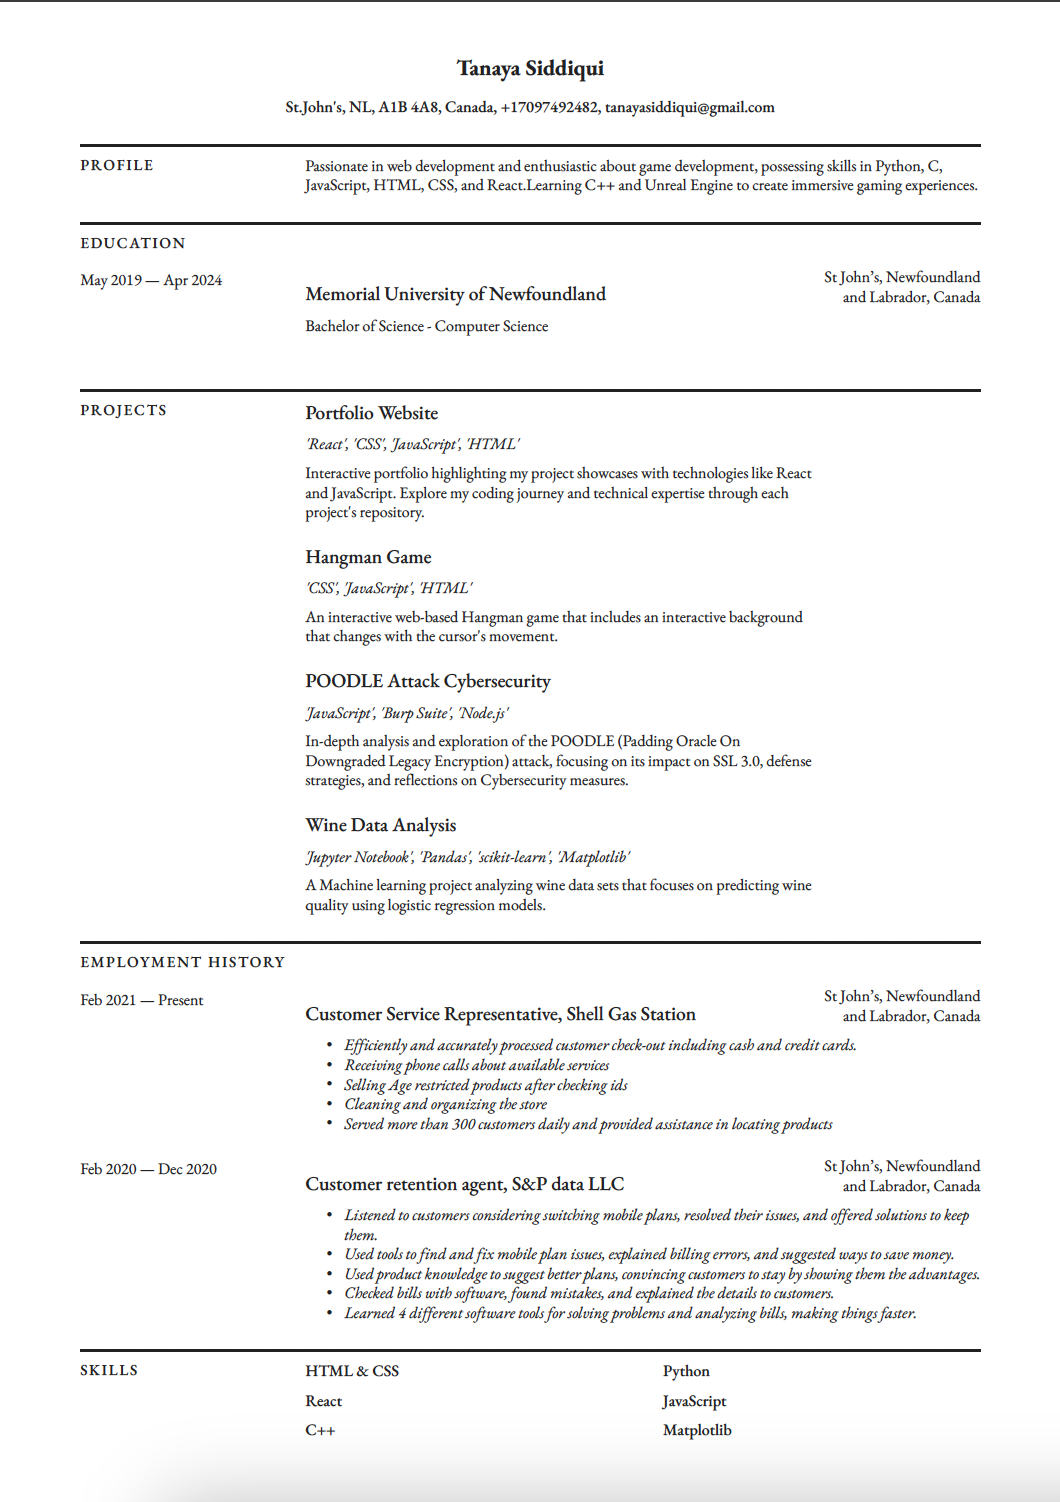 Tanaya Siddiqui
St.John's, NL, A1B 4A8, Canada, +17097492482, tanayasiddiqui@gmail.com
PROFILE
Passionate in web development and enthusiastic about game development, possessing skills in Python, C,
JavaScript, HTML, CSS, and React.Learning C++ and Unreal Engine to create immersive gaming experiences.
EDUCATION
May 2019 — Apr 2024
Memorial University of Newfoundland
St John’s, Newfoundland
and Labrador, Canada
Bachelor of Science - Computer Science
PROJECTS
Portfolio Website
'React', 'CSS', JavaScript', 'HTML'
Interactive portfolio highlighting my project showcases with technologies like React
and JavaScript. Explore my coding journey and technical expertise through each
project's repository.
Hangman Game
'CSS', 'JavaScript', 'HTML'
An interactive web-based Hangman game that includes an interactive background
that changes with the cursor's movement.
POODLE Attack Cybersecurity
'JavaScript', 'Burp Suite', 'Node.js'
In-depth analysis and exploration of the POODLE (Padding Oracle On
Downgraded Legacy Encryption) attack, focusing on its impact on SSL 3.0, defense
strategies, and reflections on Cybersecurity measures.
Wine Data Analysis
'Jupyter Notebook', 'Pandas', 'scikit-learn', 'Matplotlib'
A Machine learning project analyzing wine data sets that focuses on predicting wine
quality using logistic regression models.
EMPLOYMENT HISTORY
Feb 2021 — Present
Customer Service Representative, Shell Gas Station
St John’s, Newfoundland
and Labrador, Canada
• Efficiently and accurately processed customer check-out including cash and credit cards.
• Receiving phone calls about available services
• Selling Age restricted products after checking ids
• Cleaning and organizing the store
• Served more than 300 customers daily and provided assistance in locating products
Feb 2020 — Dec 2020
Customer retention agent, S&P data LLC
St John’s, Newfoundland
and Labrador, Canada
• Listened to customers considering switching mobile plans, resolved their issues, and offered solutions to keep
them.
• Used tools to find and fix mobile plan issues, explained billing errors, and suggested ways to save money.
• Used product knowledge to suggest better plans, convincing customers to stay by showing them the advantages.
• Checked bills with software, found mistakes, and explained the details to customers.
• Learned 4 different software tools for solving problems and analyzing bills, making things faster.
SKILLS
HTML & CSS
Python
React
JavaScript
C++
Matplotlib